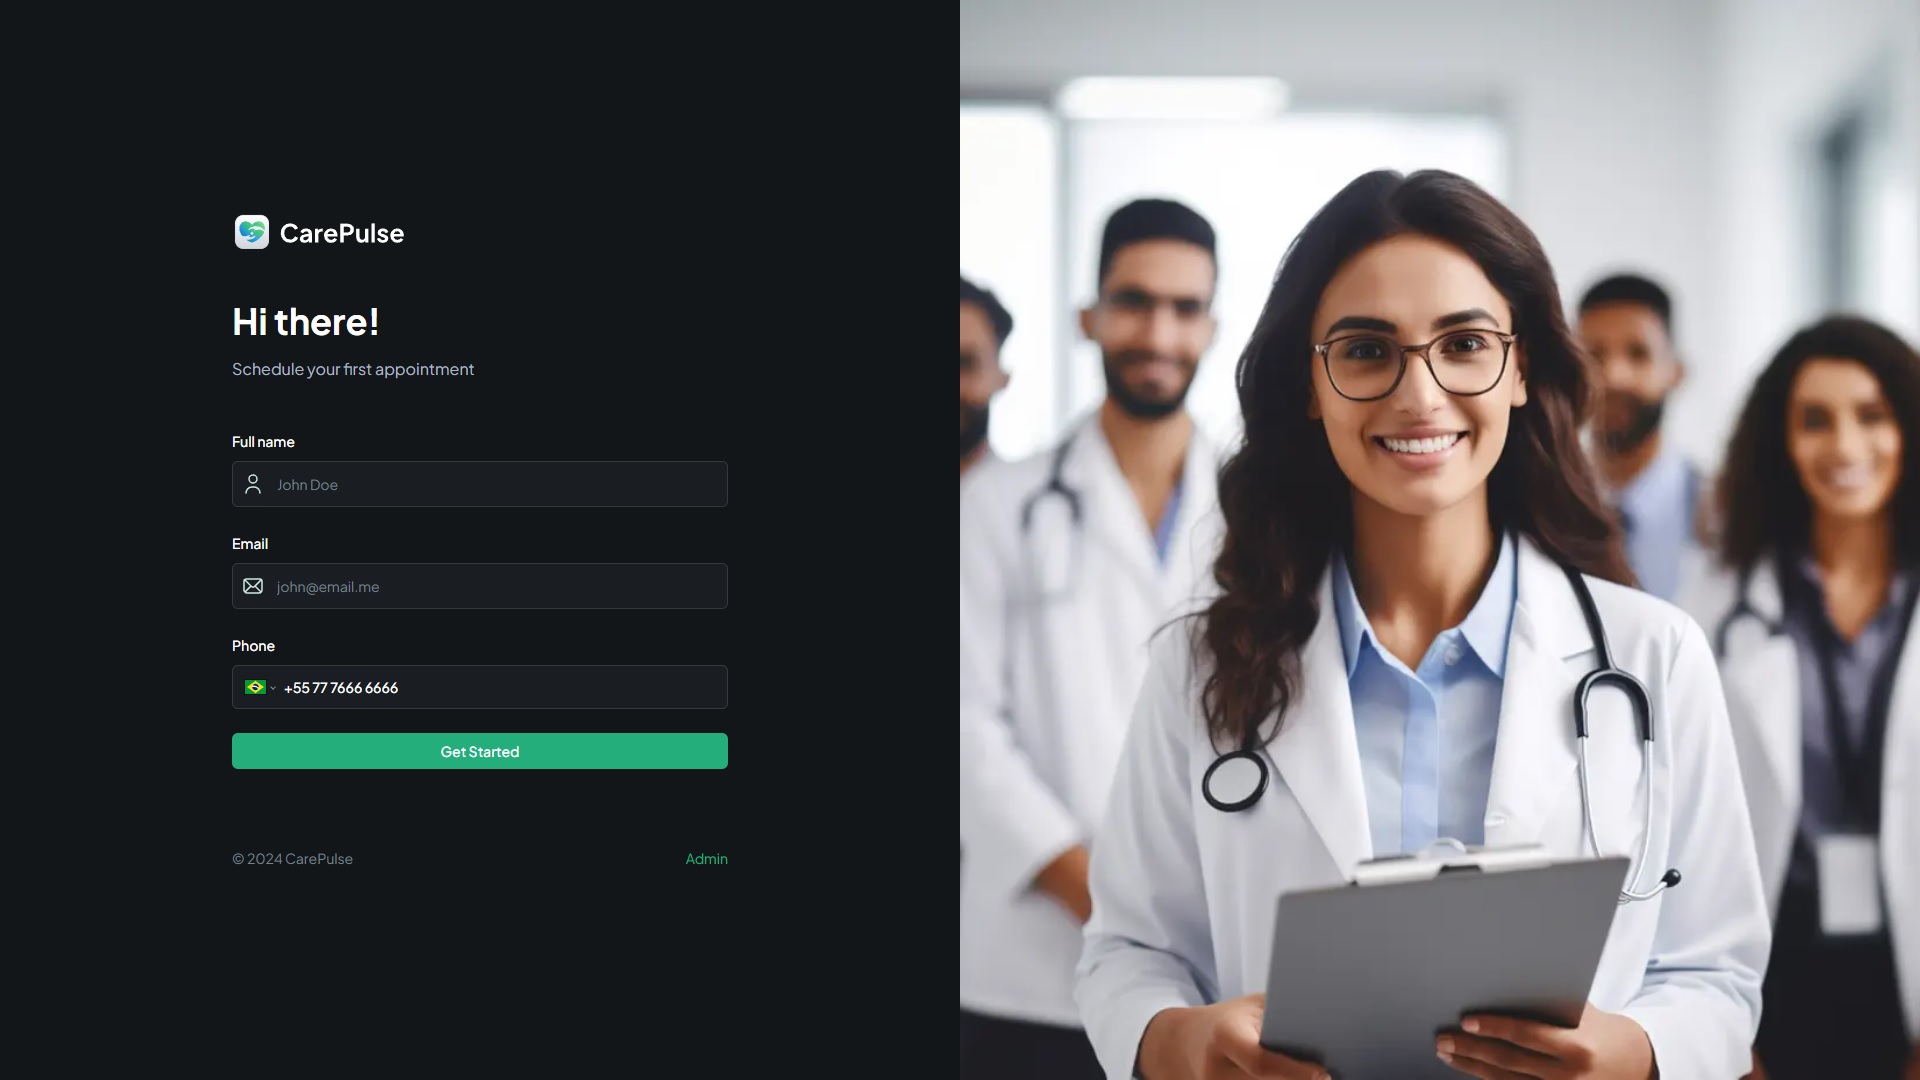 CarePulse
Hi there!
Schedule your first appointment
Full name
John Doe
Email
john@email.me
Phone
+55 77 7666 6666
Get Started
© 2024 CarePulse
Admin